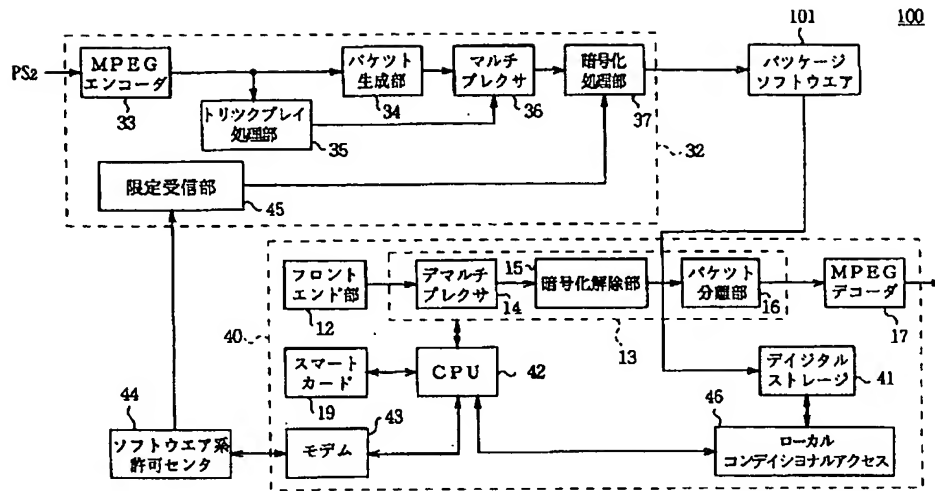 100
101
PS2
MPEG
エンコーダ
33
パケット
生成部
34
マルチ
プレクサ
36
暗号化
処理部
37
パツケージ
ソフトウエア
トリツクプレイ
処理部
35
32
限定受信部
45
フロント
エンド部
12
デマルチ
プレクサ
14
15
暗号化解除部
パケット
分離部
16
MPEG
デコーダ
17
13
40
スマート
カード
19
CPU
42
デイジタル
ストレージ
41
44
ソフトウエア系
許可センタ
43
モデム
46
ローカル
コンデイショナルアクセス